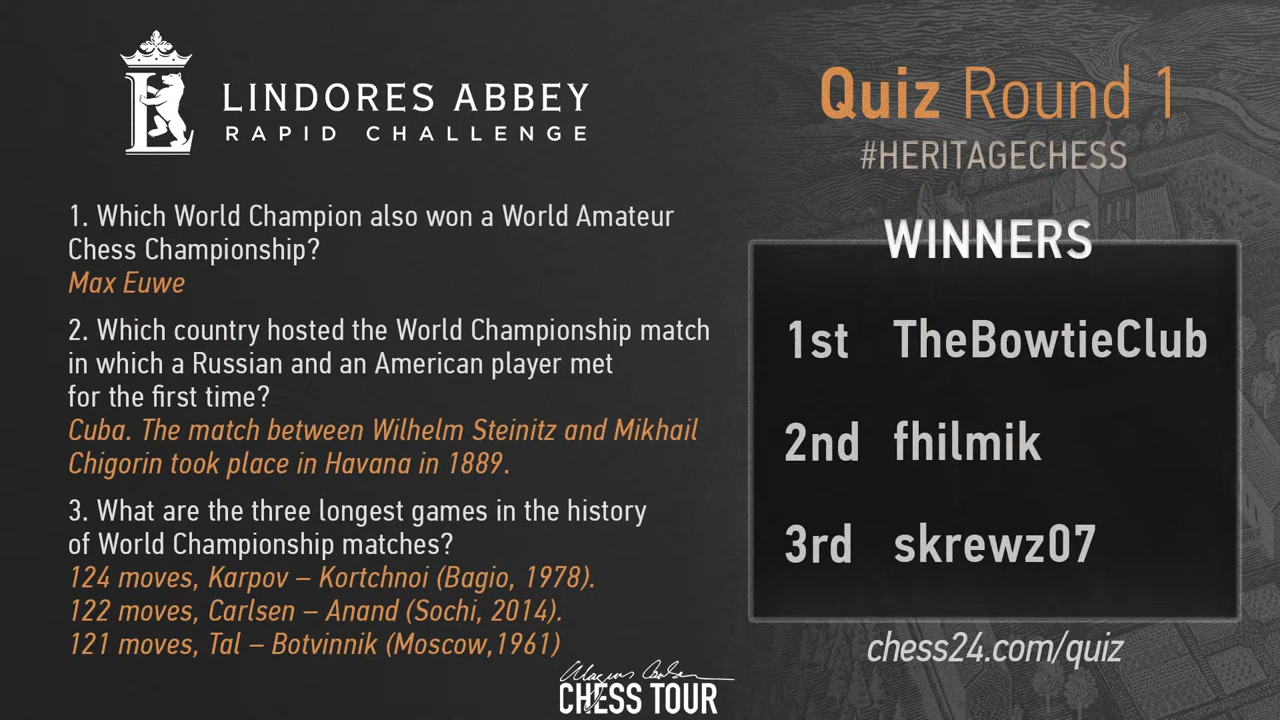 LINDORES ABBEY
RAPID CHALLENGE
1. Which World Champion also won a World Amateur
Chess Championship?
Max Euwe
2. Which country hosted the World Championship match
in which a Russian and an American player met
for the first time?
Cuba. The match between Wilhelm Steinitz and Mikhail
Chigorin took place in Havana in 1889.
3. What are the three longest games in the history
of World Championship matches?
124 moves, Karpov – Kortchnoi (Bagio, 1978).
122 moves, Carlsen – Anand (Sochi, 2014).
121 moves, Tal – Botvinnik (Moscow,1961)
Magnus Carlsen
CHESS TOUR
Quiz Round 1
#HERITAGECHESS
WINNERS
1st TheBowtieClub
2nd fhilmik
3rd skrewz07
chess24.com/quiz